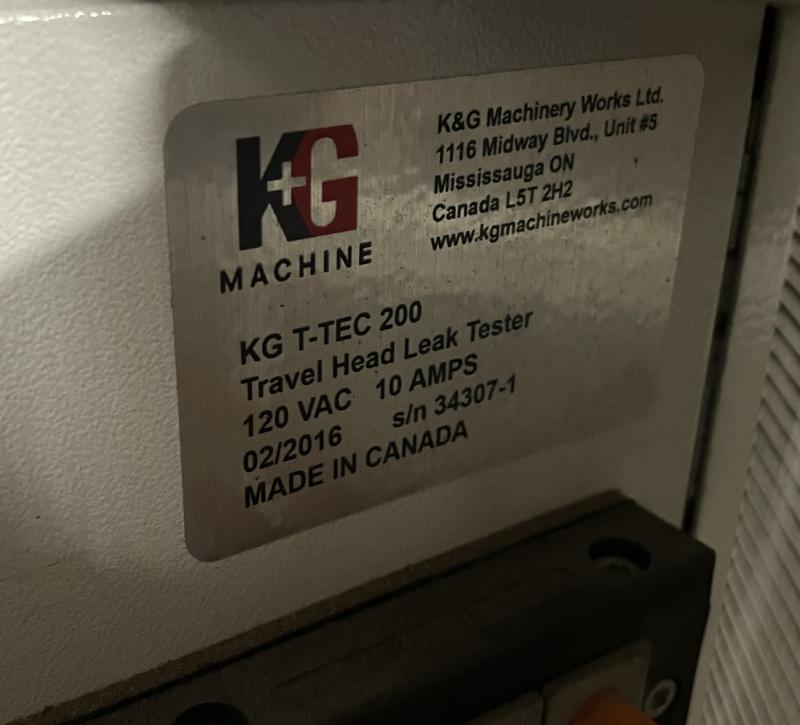 K+G
MACHINE
K&G Machinery Works Ltd.
1116 Midway Blvd., Unit #5
Mississauga ON
Canada L5T 2H2
www.kgmachineworks.com
KG T-TEC 200
Travel Head Leak Tester
120 VAC 10 AMPS
02/2016 s/n 34307-1
MADE IN CANADA